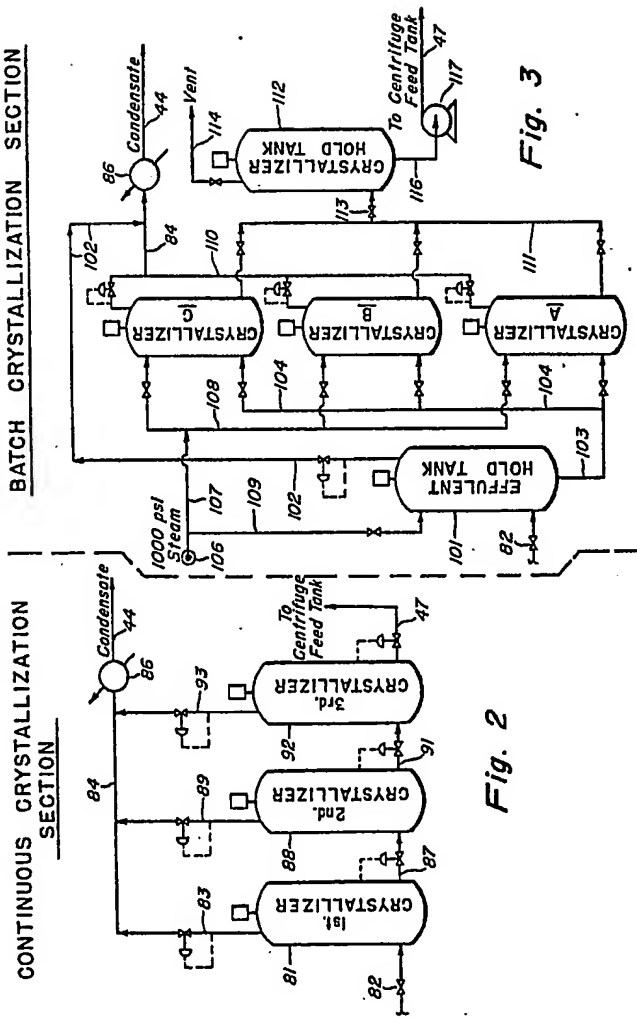 CONTINUOUS CRYSTALLIZATION
SECTION
84
86
Condensate
44
83
89
93
1st.
CRYSTALLIZER
81
82
87
2nd.
CRYSTALLIZER
88
91
3rd.
CRYSTALLIZER
92
To
Centrifuge
Feed Tank
47
Fig. 2
BATCH CRYSTALLIZATION SECTION
1000 psi
Steam
106
107
109
102
102
84
86
Condensate
44
EFFULENT
HOLD TANK
101
82
103
104
104
108
CRYSTALLIZER
A
CRYSTALLIZER
B
CRYSTALLIZER
C
110
111
113
CRYSTALLIZER
HOLD TANK
112
114
Vent
116
117
To Centrifuge
Feed Tank
47
Fig. 3